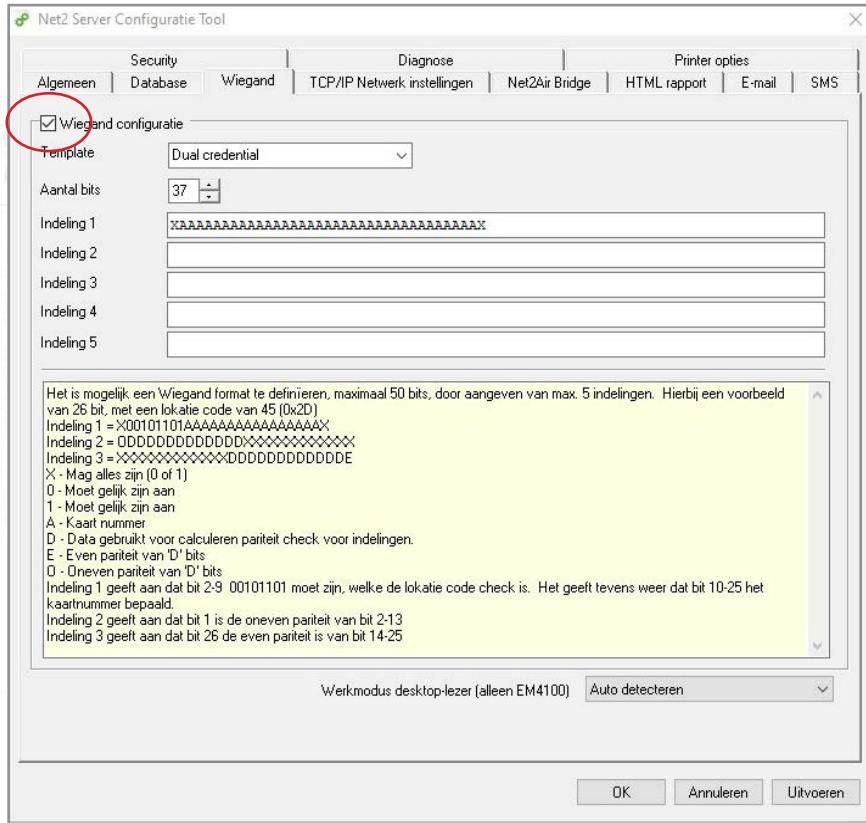 Net2 Server Configuratie Tool
Security
Diagnose
Printer opties
Algemeen
Database
Wiegand
TCP/IP Netwerk instellingen
Net2Air Bridge
HTML rapport
E-mail
SMS
Wiegand configuratie
Template
Dual credential
Aantal bits
37
Indeling 1
XAAAAAAAAAAAAAAAAAAAAAAAAAAAAAAAAAAAX
Indeling 2
Indeling 3
Indeling 4
Indeling 5
Het is mogelijk een Wiegand format te definïeren, maximaal 50 bits, door aangeven van max. 5 indelingen. Hierbij een voorbeeld
van 26 bit, met een lokatie code van 45 (0x2D)
Indeling 1 = X00101101AAAAAAAAAAAAAAAAX
Indeling 2 = ODDDDDDDDDDDDXXXXXXXXXXXXX
Indeling 3 = XXXXXXXXXXXXXDDDDDDDDDDDDE
X - Mag alles zijn (0 of 1)
0 - Moet gelijk zijn aan
1 - Moet gelijk zijn aan
A - Kaart nummer
D - Data gebruikt voor calculeren pariteit check voor indelingen.
E - Even pariteit van 'D' bits
O - Oneven pariteit van 'D' bits
Indeling 1 geeft aan dat bit 2-9 00101101 moet zijn, welke de lokatie code check is. Het geeft tevens weer dat bit 10-25 het
kaartnummer bepaald.
Indeling 2 geeft aan dat bit 1 is de oneven pariteit van bit 2-13
Indeling 3 geeft aan dat bit 26 de even pariteit is van bit 14-25
Werkmodus desktop-lezer (alleen EM4100)
Auto detecteren
OK
Annuleren
Uitvoeren